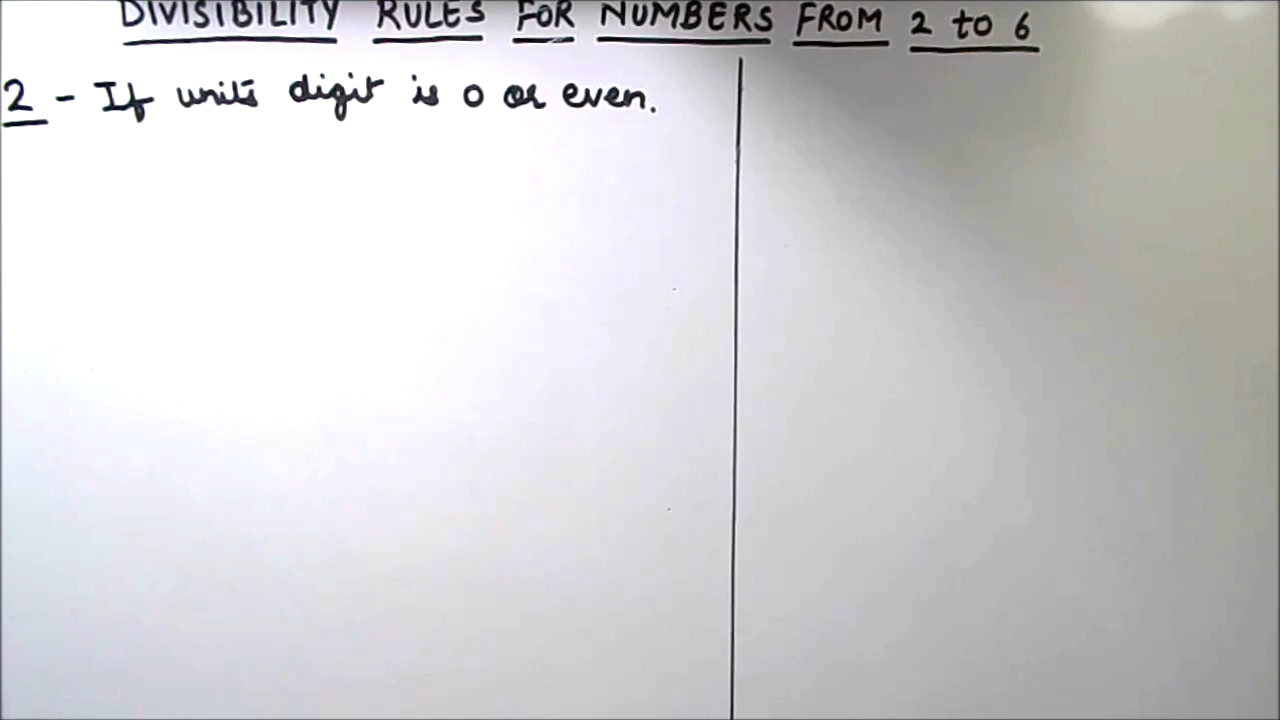 DIVISIBILITY RULES FOR NUMBERS FROM 2 to 6
2 - If units digit is 0 or even.